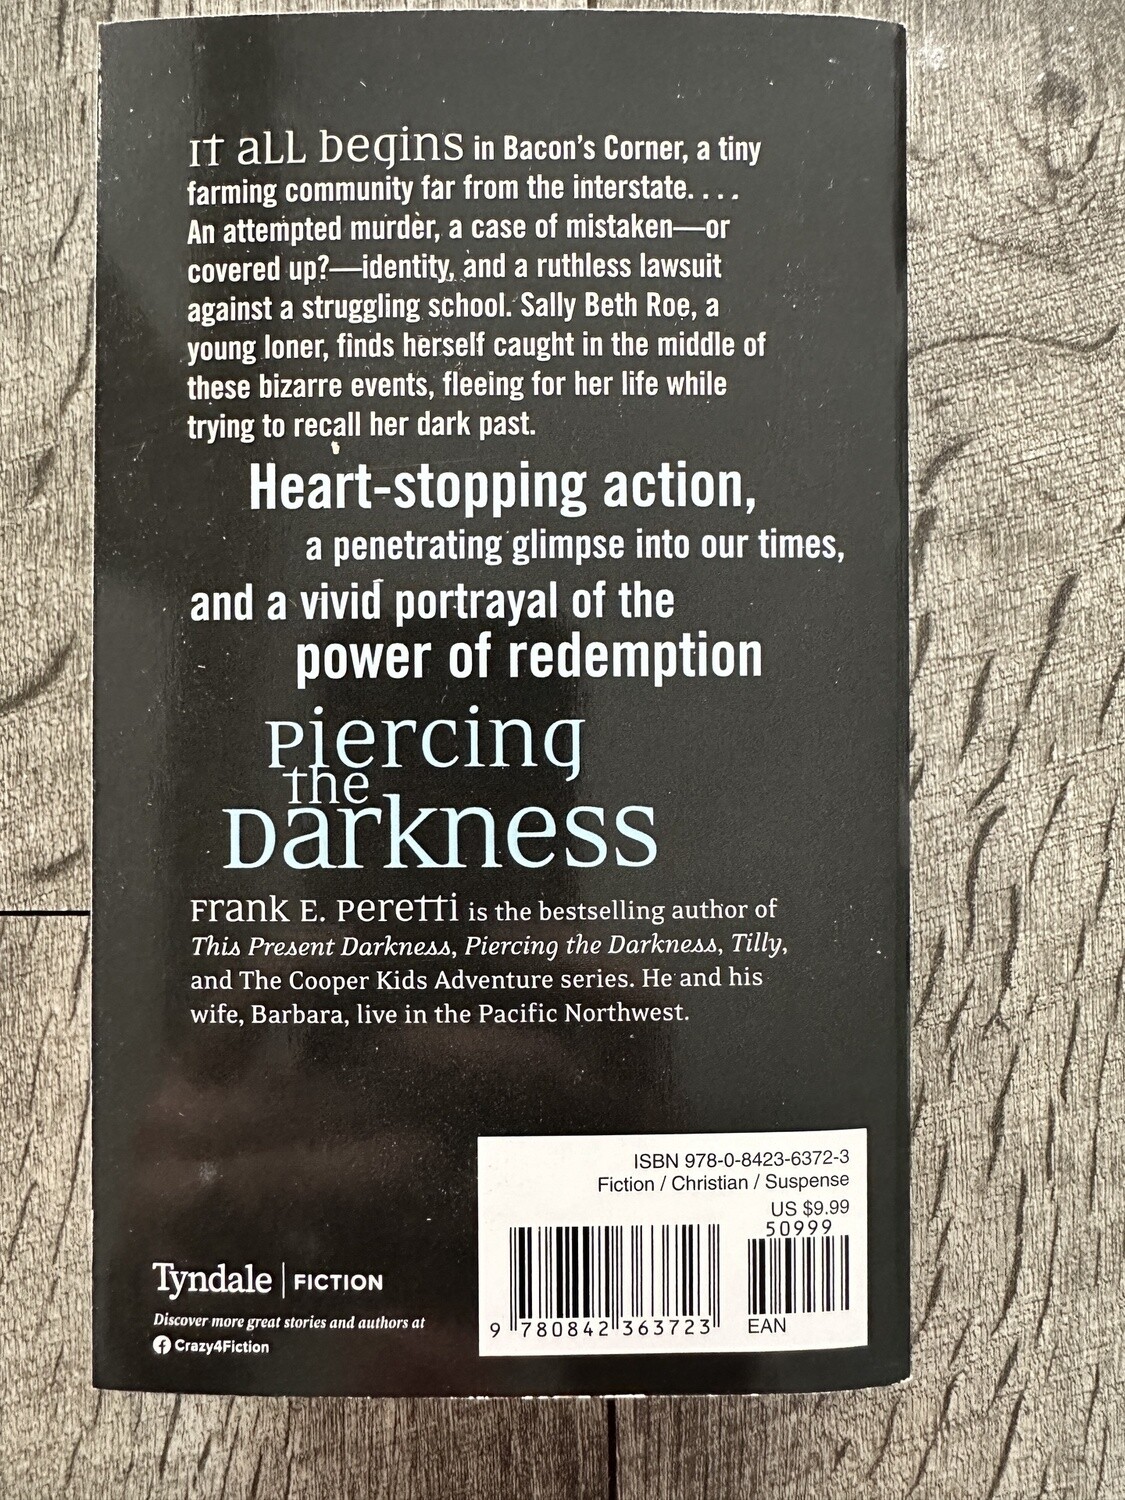 It all begins in Bacon's Corner, a tiny
farming community far from the interstate. . . .
An attempted murder, a case of mistaken—or
covered up?—identity, and a ruthless lawsuit
against a struggling school. Sally Beth Roe, a
young loner, finds herself caught in the middle of
these bizarre events, fleeing for her life while
trying to recall her dark past.
Heart-stopping action,
a penetrating glimpse into our times,
and a vivid portrayal of the
power of redemption
Piercing
the
Darkness
Frank E. Peretti is the bestselling author of
This Present Darkness, Piercing the Darkness, Tilly,
and The Cooper Kids Adventure series. He and his
wife, Barbara, live in the Pacific Northwest.
ISBN 978-0-8423-6372-3
Fiction / Christian / Suspense
US $9.99
50999
9 780842 363723
EAN
Tyndale | FICTION
Discover more great stories and authors at
Crazy4Fiction